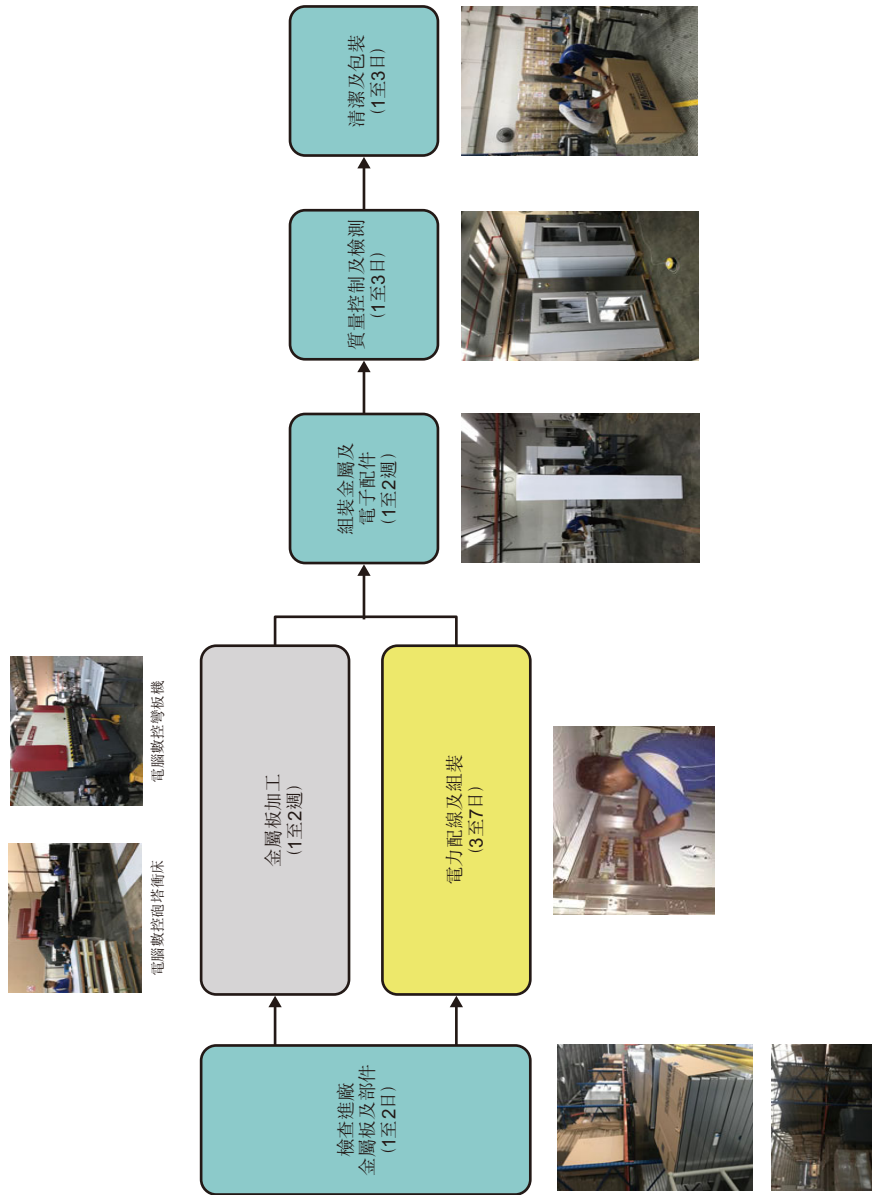 檢查進廠
金屬板及部件
(1至2日)
電腦數控砲塔衝床
電腦數控彎板機
金屬板加工
(1至2週)
電力配線及組裝
(3至7日)
組裝金屬及
電子配件
(1至2週)
質量控制及檢測
(1至3日)
清潔及包裝
(1至3日)